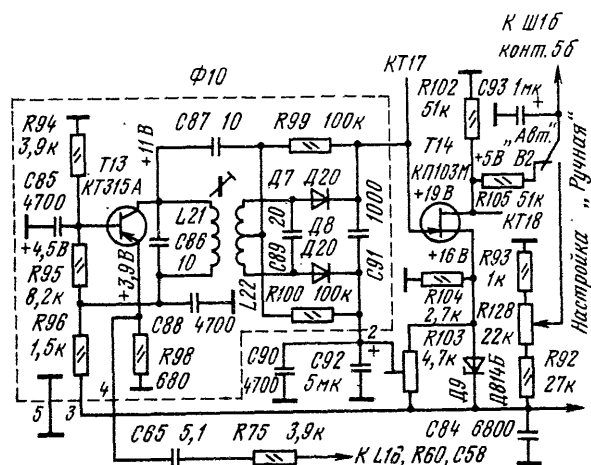 К Ш1б
конт. 5б
Ф10
КТ17
R102
51к
C93 1мк
+
„Авт."
В2
R94
3,9к
C87 10
R99 100к
Т14
КП103М
+5В
+19В
R105 51к
КТ18
„Ручная"
Настройка
Т13
КТ315А
+11В
C85
4700
+4,5В
+3,9В
L21
C86
10
Д7 Д20
20
C89
Д8
Д20
1000
C91
L22
R100 100к
+16В
R104
2,7к
R93
1к
R128
22к
R95
8,2к
R96
1,5к
C88 4700
R98
680
R103
4,7к
2
+
C90
4700
C92
5мк
Д9
Д814Б
R92
27к
5 3
4
C84 6800
C65 5,1
R75 3,9к
К L1д, R60, C58